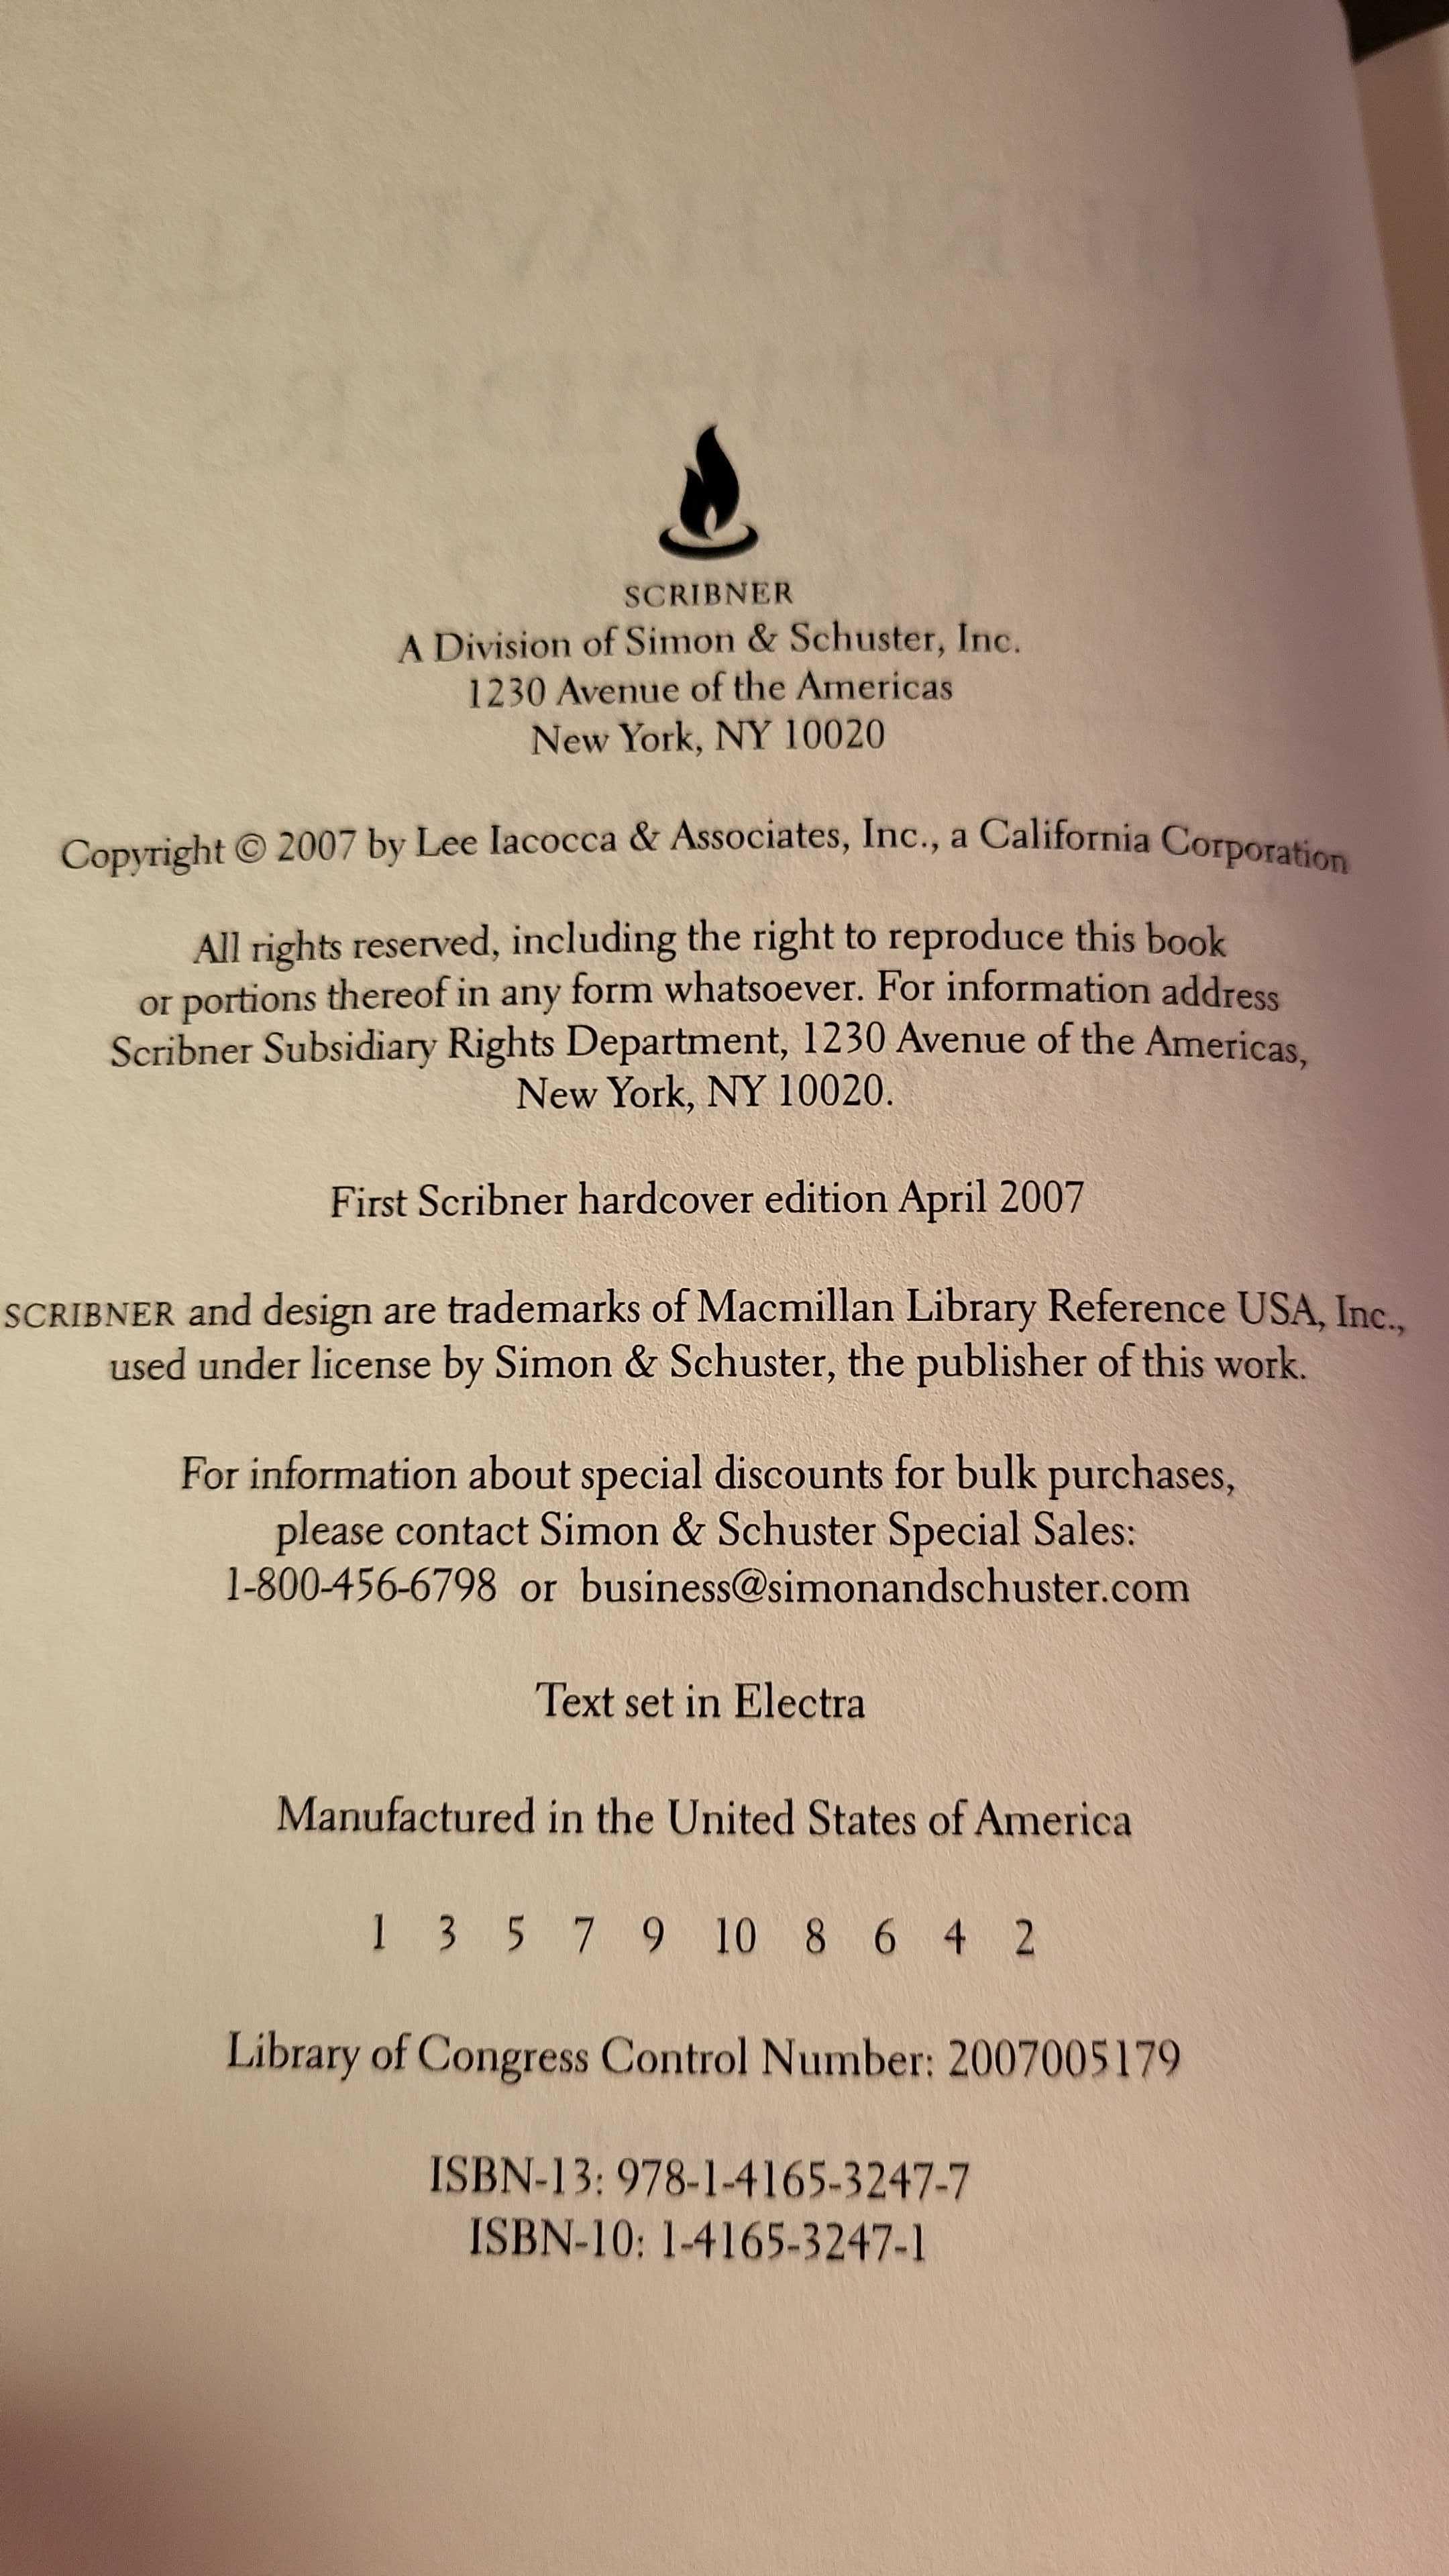 SCRIBNER
A Division of Simon & Schuster, Inc.
1230 Avenue of the Americas
New York, NY 10020
Copyright © 2007 by Lee Iacocca & Associates, Inc., a California Corporation
All rights reserved, including the right to reproduce this book
or portions thereof in any form whatsoever. For information address
Scribner Subsidiary Rights Department, 1230 Avenue of the Americas,
New York, NY 10020.
First Scribner hardcover edition April 2007
SCRIBNER and design are trademarks of Macmillan Library Reference USA, Inc.,
used under license by Simon & Schuster, the publisher of this work.
For information about special discounts for bulk purchases,
please contact Simon & Schuster Special Sales:
1-800-456-6798 or business@simonandschuster.com
Text set in Electra
Manufactured in the United States of America
1 3 5 7 9 10 8 6 4 2
Library of Congress Control Number: 2007005179
ISBN-13: 978-1-4165-3247-7
ISBN-10: 1-4165-3247-1